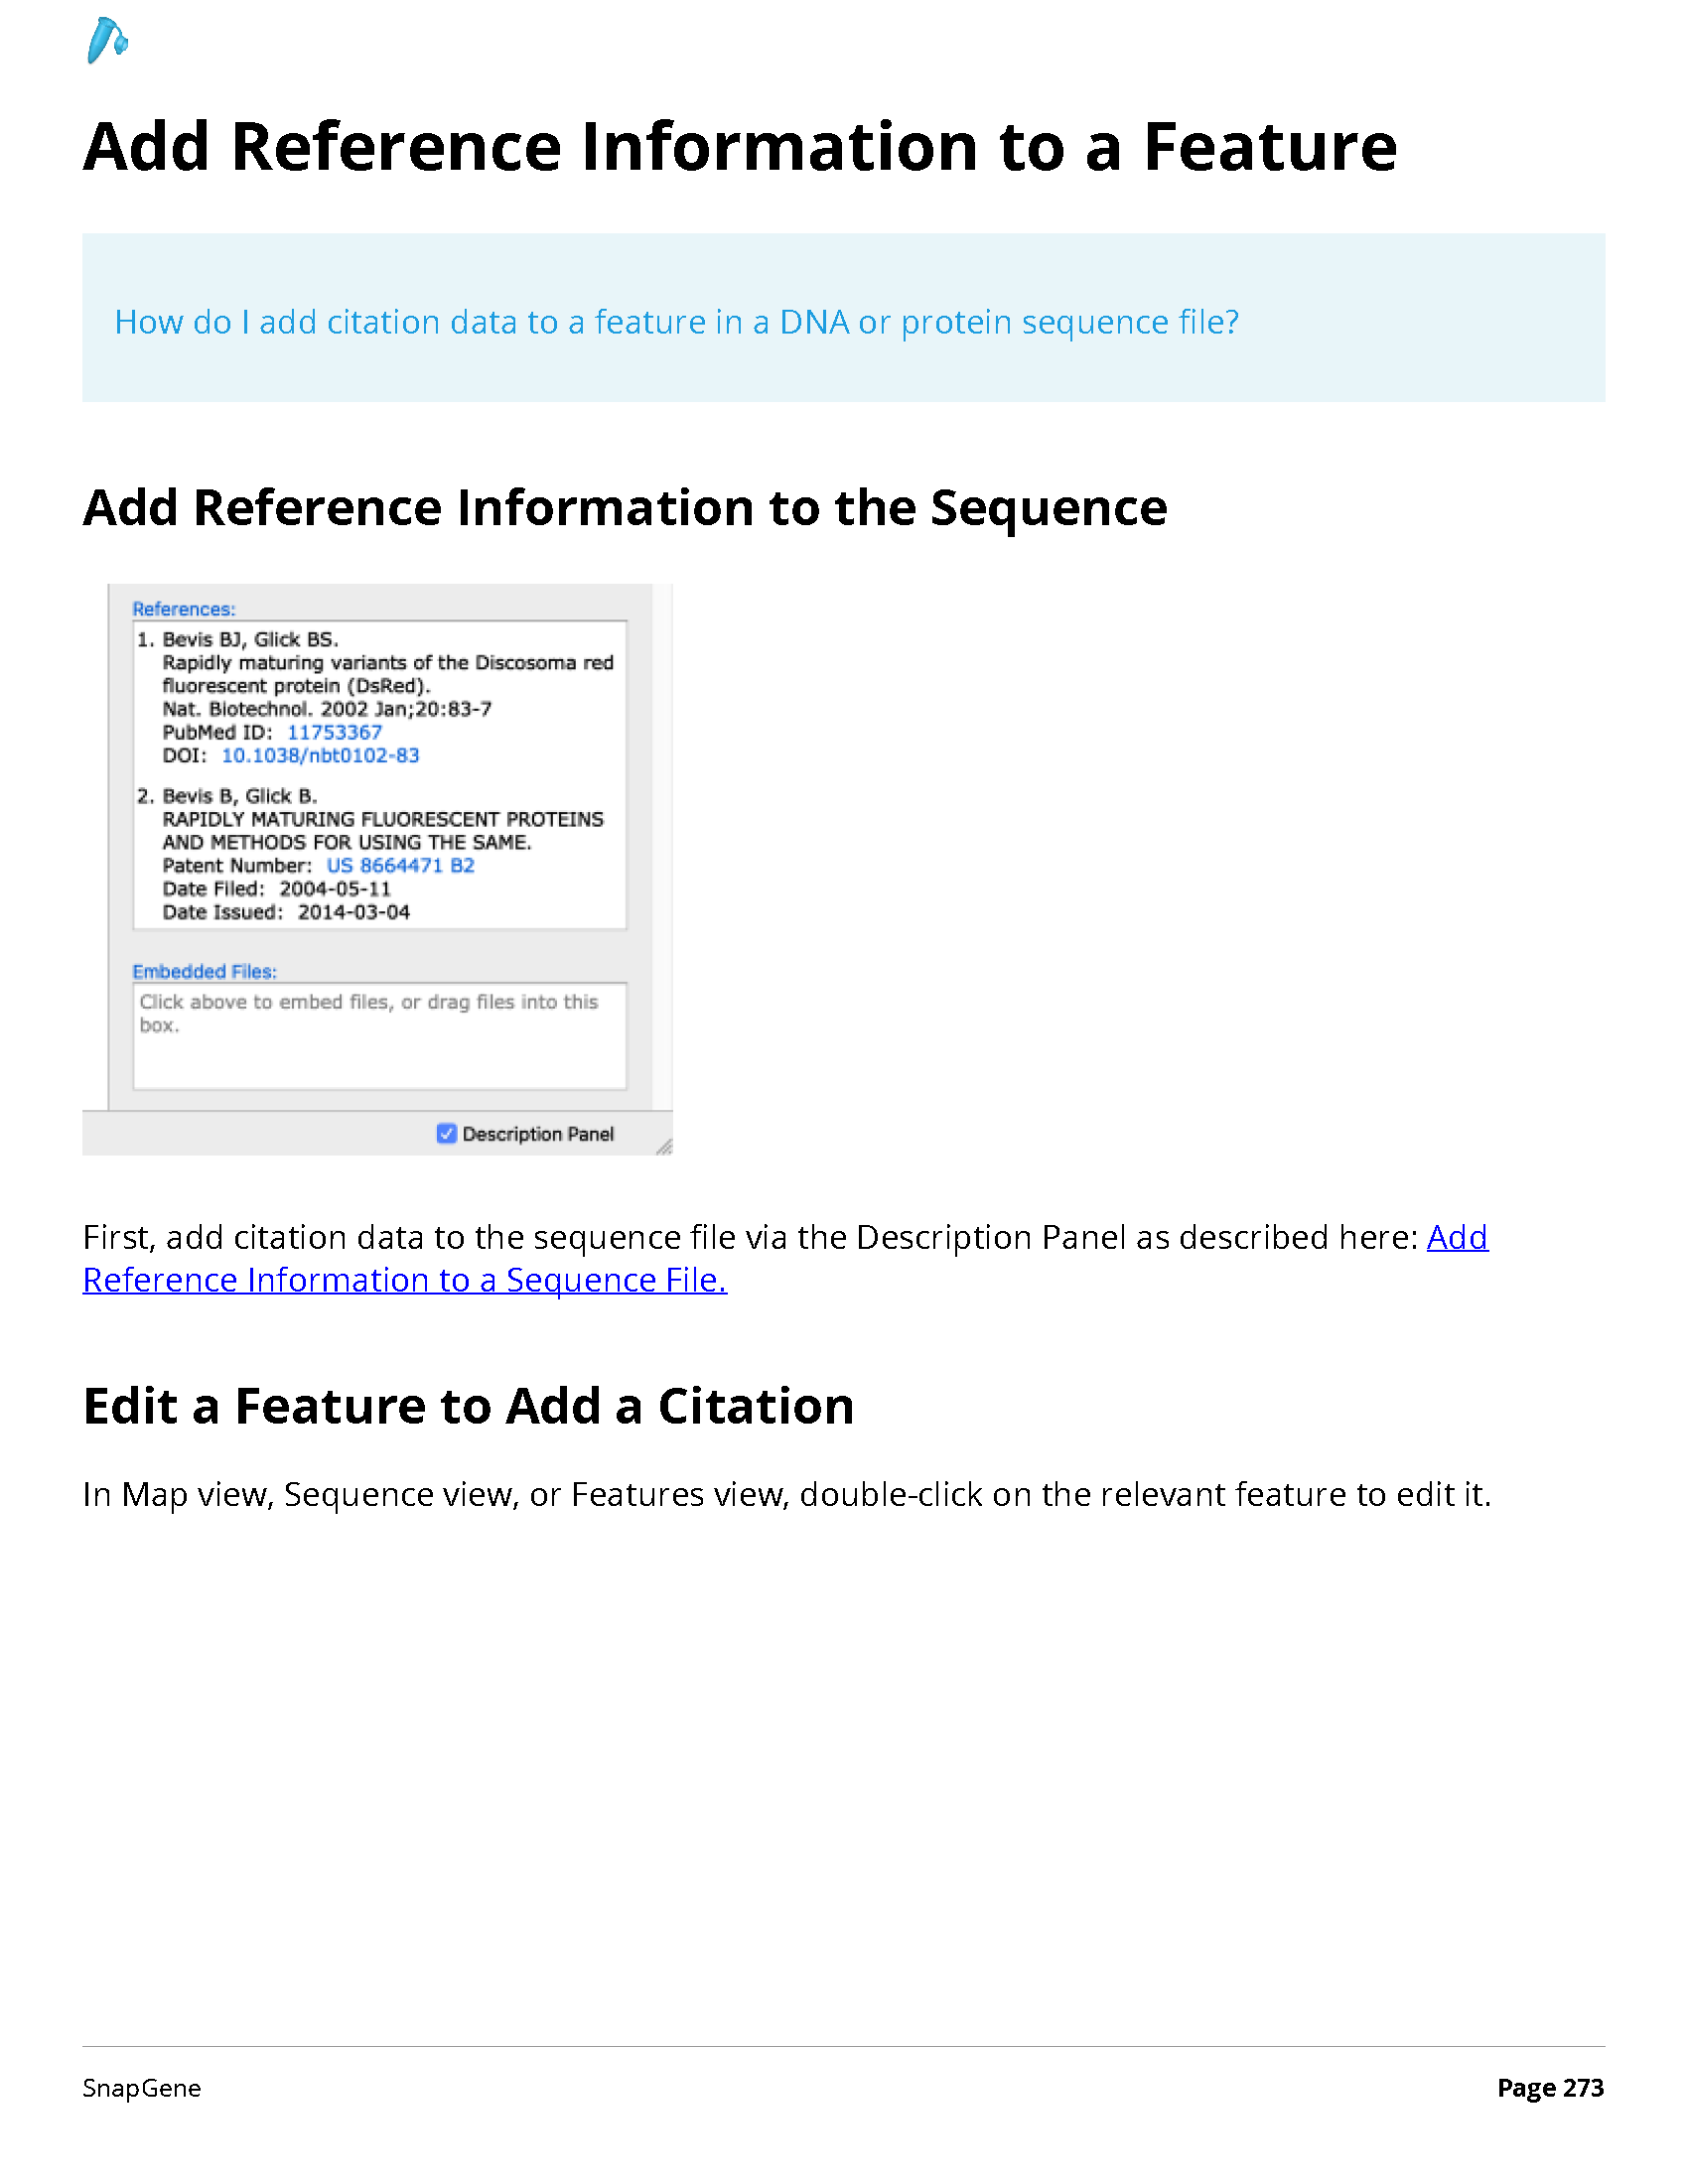 Add Reference Information to a Feature
How do I add citation data to a feature in a DNA or protein sequence file?
Add Reference Information to the Sequence
References:
1. Bevis BJ, Glick BS.
Rapidly maturing variants of the Discosoma red
fluorescent protein (DsRed).
Nat. Biotechnol. 2002 Jan;20:83-7
PubMed ID: 11753367
DOI: 10.1038/nbt0102-83
2. Bevis B, Glick B.
RAPIDLY MATURING FLUORESCENT PROTEINS
AND METHODS FOR USING THE SAME.
Patent Number: US 8664471 B2
Date Filed: 2004-05-11
Date Issued: 2014-03-04
Embedded Files:
Click above to embed files, or drag files into this
box.
Description Panel
First, add citation data to the sequence file via the Description Panel as described here: Add
Reference Information to a Sequence File.
Edit a Feature to Add a Citation
In Map view, Sequence view, or Features view, double-click on the relevant feature to edit it.
SnapGene
Page 273